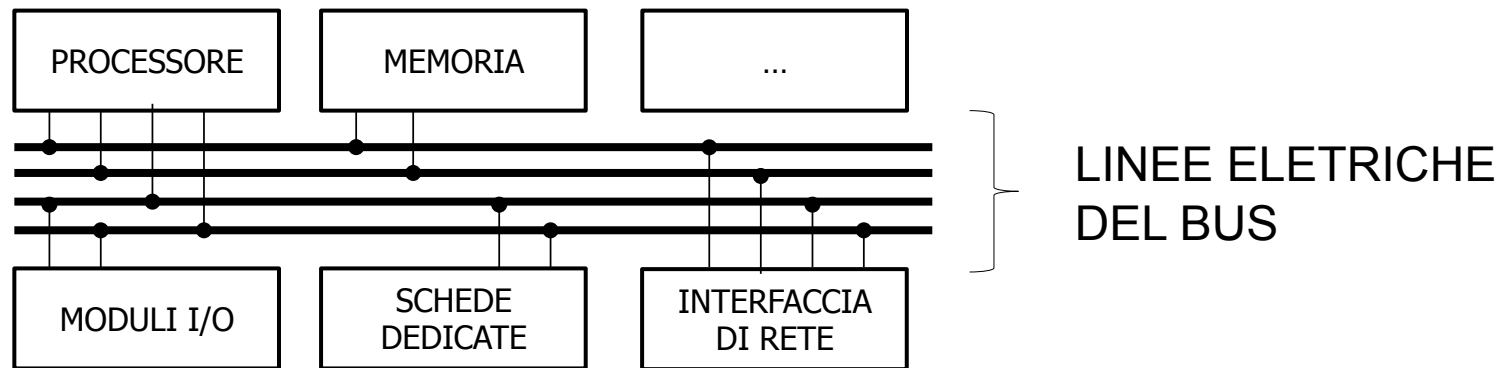 PROCESSORE
MEMORIA
...
LINEE ELETRICHE
DEL BUS
MODULI I/O
SCHEDE
DEDICATE
INTERFACCIA
DI RETE